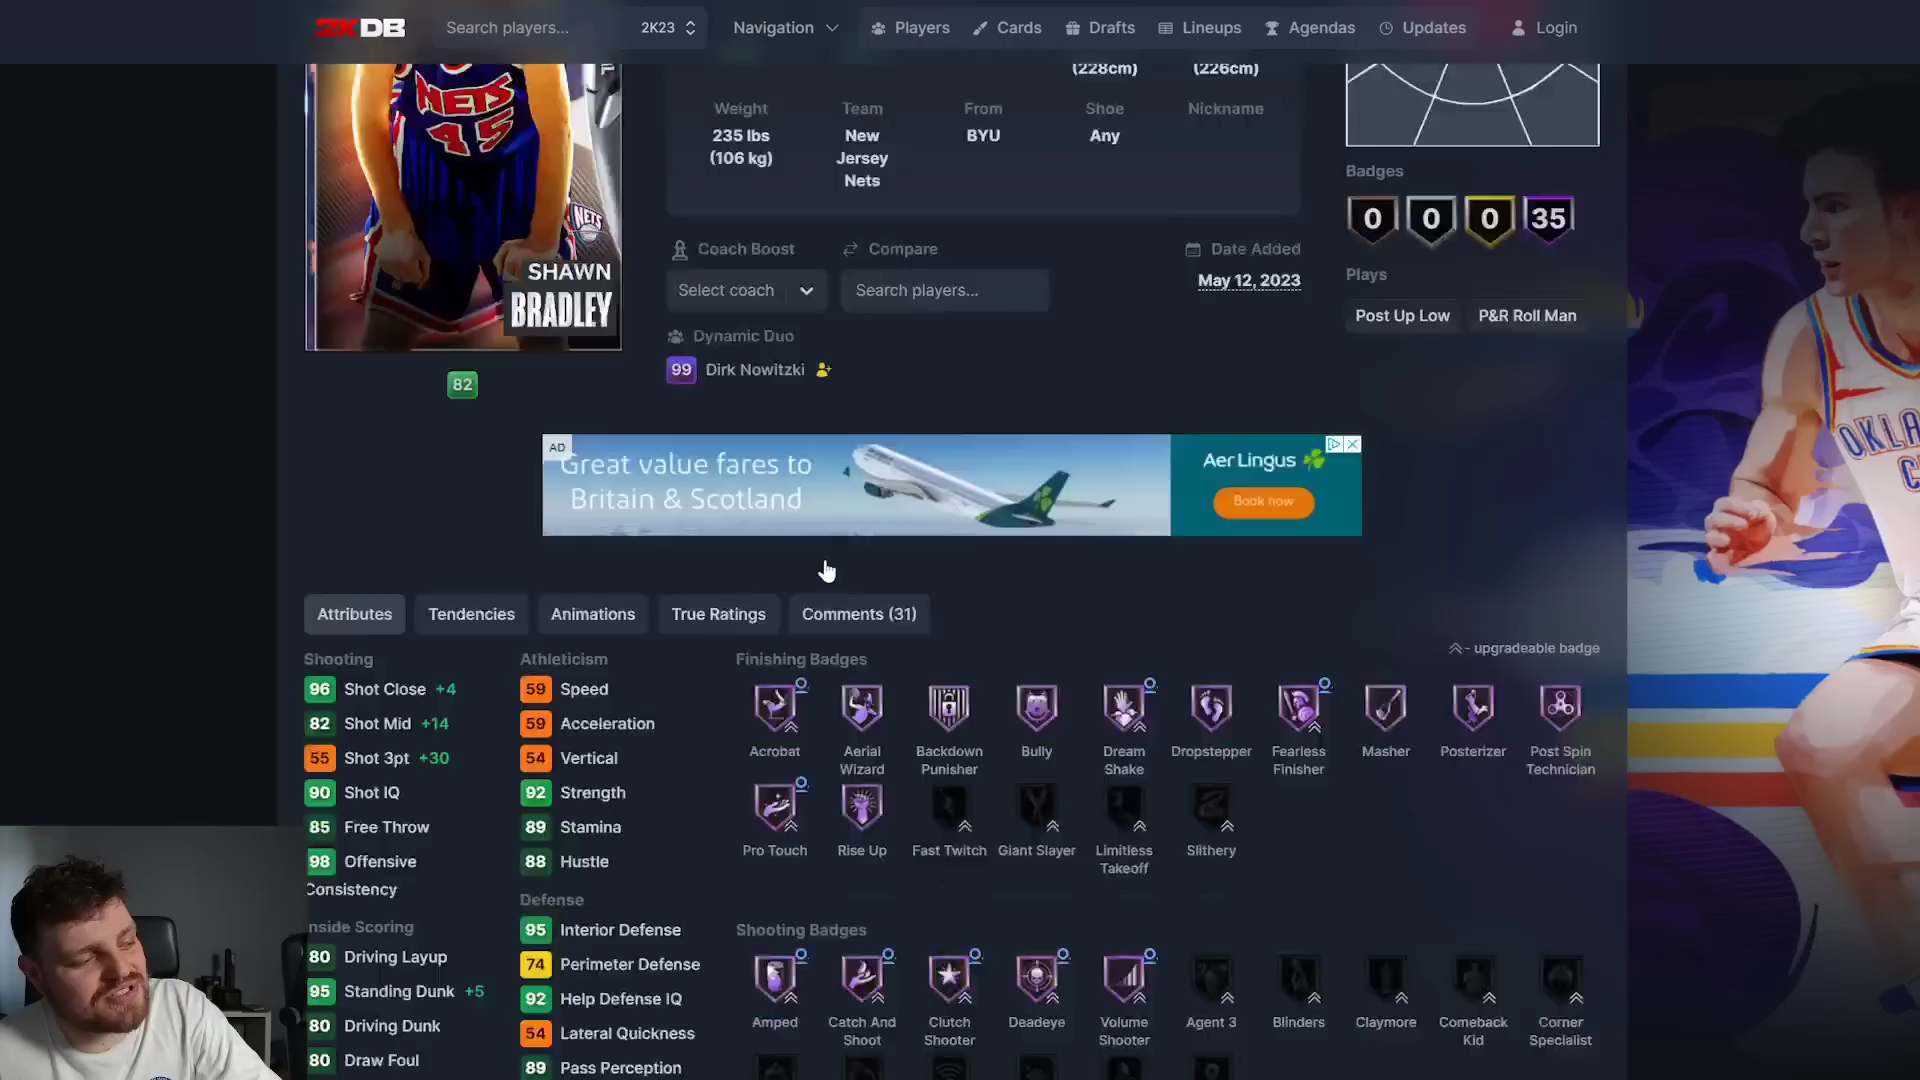 2KDB
Search players...
2K23
Navigation
Players
Cards
Drafts
Lineups
Agendas
Updates
Login
(228cm)
(226cm)
Weight
Team
From
Shoe
Nickname
235 lbs
(106 kg)
New
Jersey
Nets
BYU
Any
NETS
45
NETS
SHAWN
BRADLEY
82
Coach Boost
Compare
Date Added
Select coach
Search players...
May 12, 2023
Dynamic Duo
99 Dirk Nowitzki
Badges
0 0 0 35
Plays
Post Up Low
P&R Roll Man
AD
Great value fares to
Britain & Scotland
Aer Lingus
Book now
Attributes
Tendencies
Animations
True Ratings
Comments (31)
- upgradeable badge
Shooting
96 Shot Close +4
82 Shot Mid +14
55 Shot 3pt +30
90 Shot IQ
85 Free Throw
98 Offensive
Consistency
nside Scoring
80 Driving Layup
95 Standing Dunk +5
80 Driving Dunk
80 Draw Foul
Athleticism
59 Speed
59 Acceleration
54 Vertical
92 Strength
89 Stamina
88 Hustle
Defense
95 Interior Defense
74 Perimeter Defense
92 Help Defense IQ
54 Lateral Quickness
89 Pass Perception
Finishing Badges
Acrobat
Aerial
Wizard
Backdown
Punisher
Bully
Dream
Shake
Dropstepper
Fearless
Finisher
Masher
Posterizer
Post Spin
Technician
Pro Touch
Rise Up
Fast Twitch
Giant Slayer
Limitless
Takeoff
Slithery
Shooting Badges
Amped
Catch And
Shoot
Clutch
Shooter
Deadeye
Volume
Shooter
Agent 3
Blinders
Claymore
Comeback
Kid
Corner
Specialist
OKLA
C